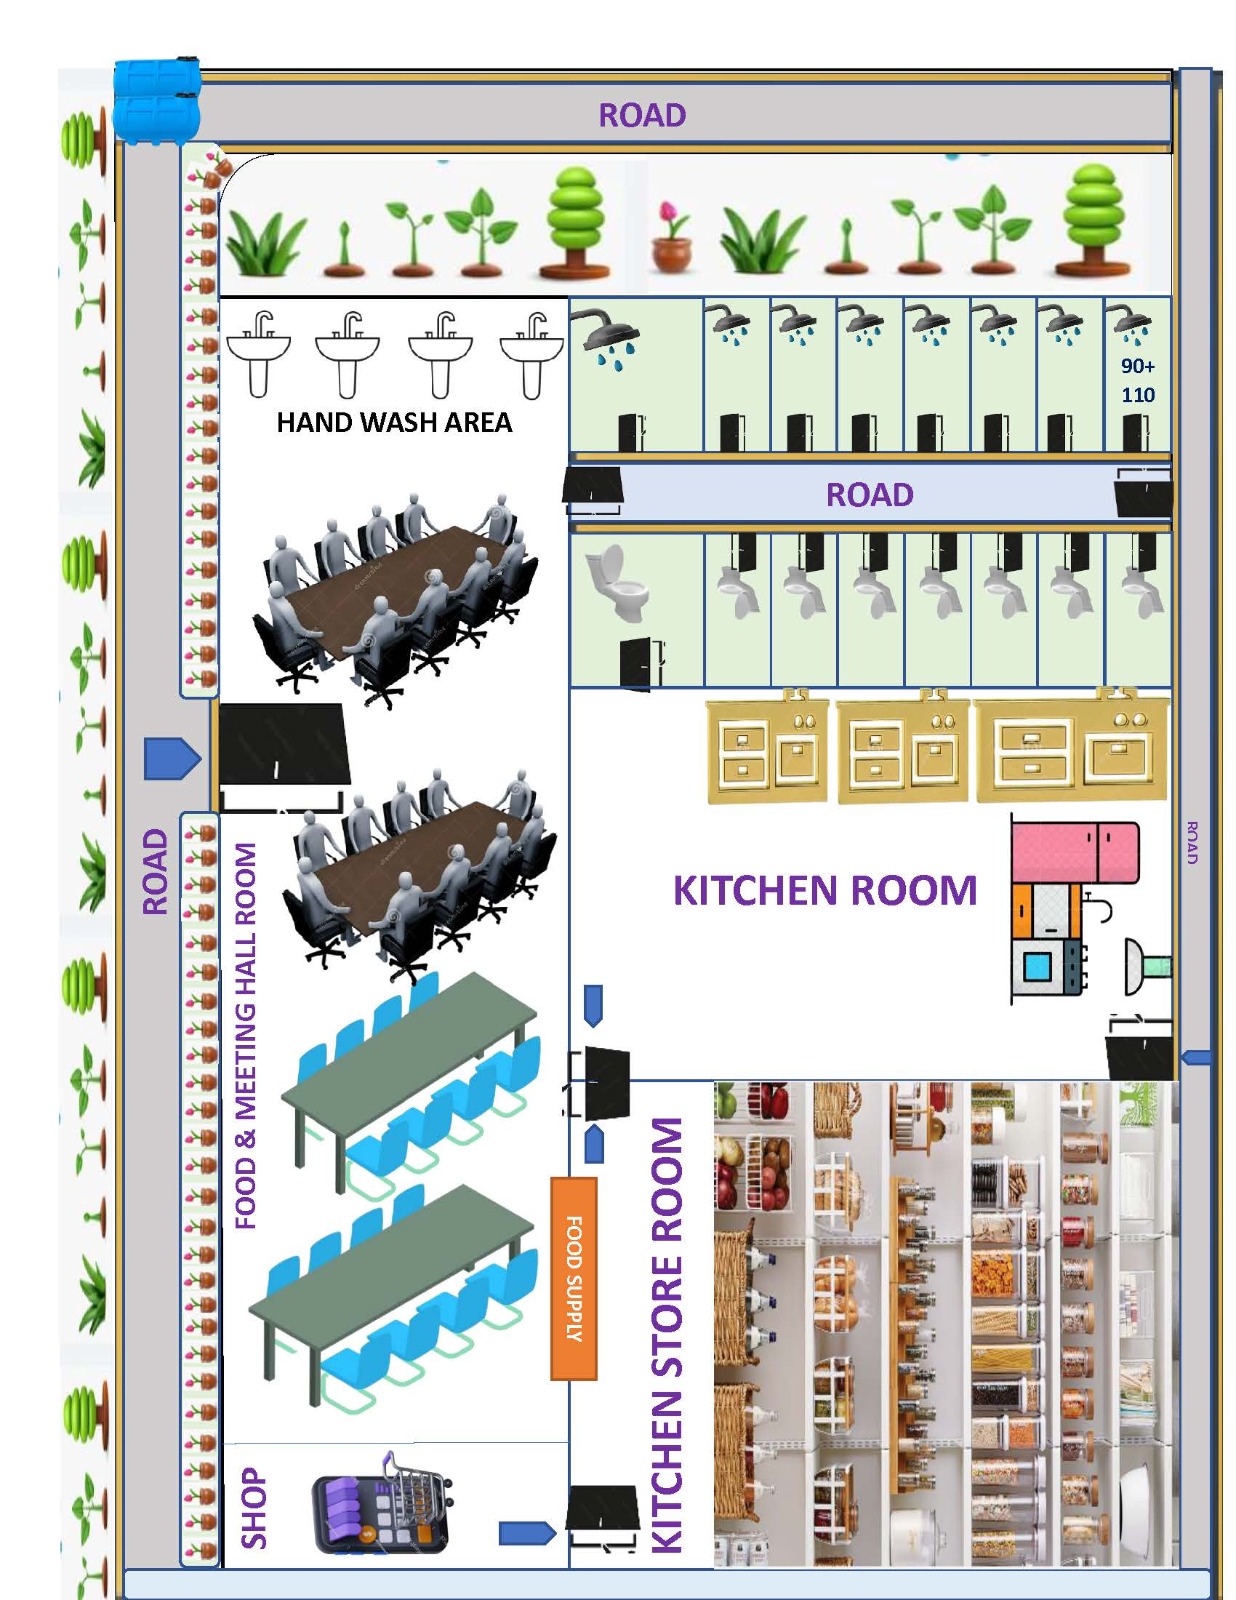 ROAD
HAND WASH AREA
90+
110
ROAD
ROAD
FOOD & MEETING HALL ROOM
KITCHEN ROOM
ROAD
FOOD SUPPLY
KITCHEN STORE ROOM
SHOP